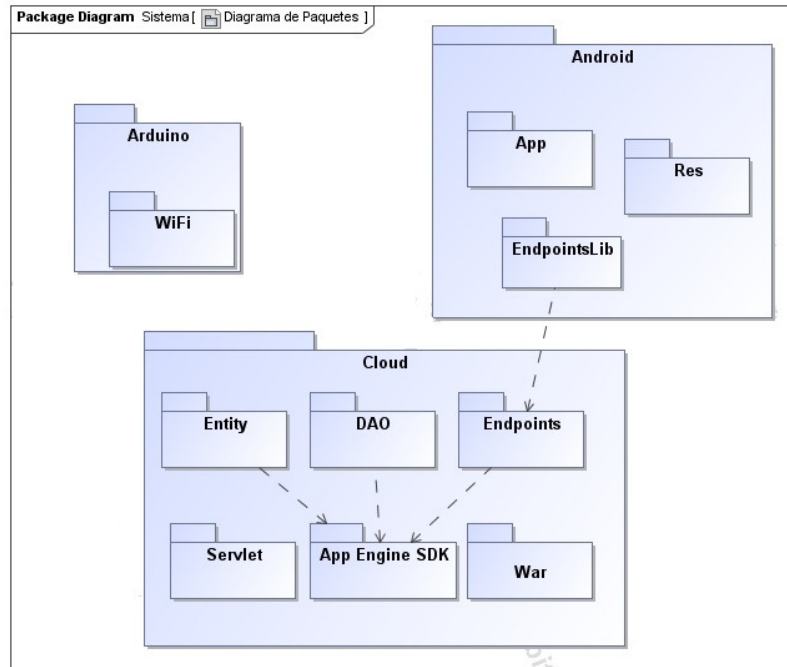 Package Diagram Sistema [ Diagrama de Paquetes ]
Android
Arduino
App
Res
WiFi
EndpointsLib
Cloud
Entity
DAO
Endpoints
Servlet
App Engine SDK
War